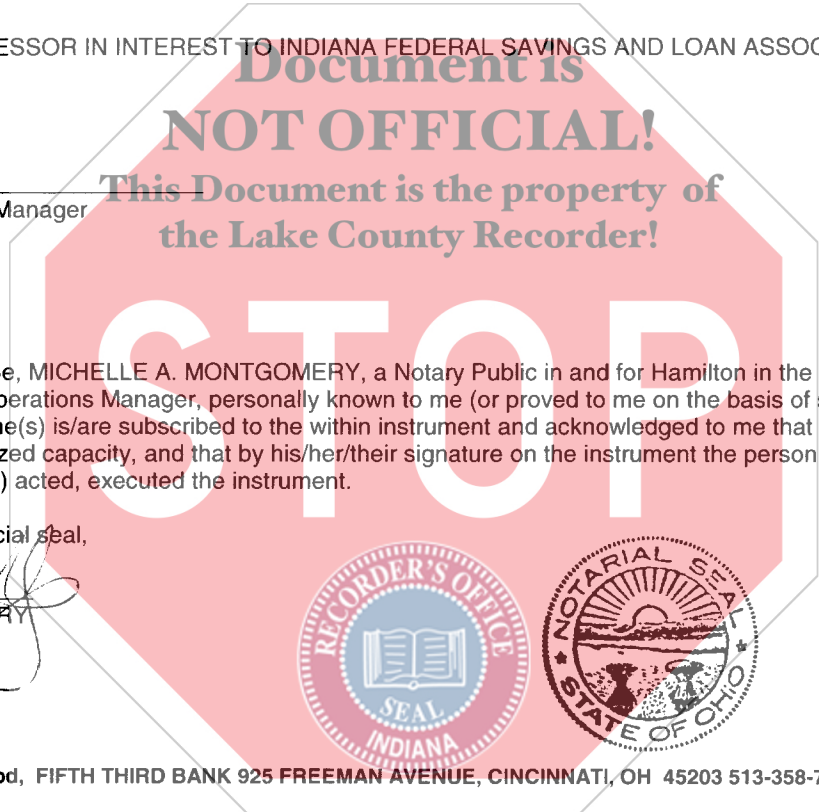 ESSOR IN INTEREST TO INDIANA FEDERAL SAVINGS AND LOAN ASSOC
Document is
NOT OFFICIAL!
This Document is the property of
Manager
the Lake County Recorder!
STOP
e, MICHELLE A. MONTGOMERY, a Notary Public in and for Hamilton in the
perations Manager, personally known to me (or proved to me on the basis of s
e(s) is/are subscribed to the within instrument and acknowledged to me that
zed capacity, and that by his/her/their signature on the instrument the person
) acted, executed the instrument.
cial seal,
RY
RECORDER'S OFFICE
SEAL
INDIANA
NOTARIAL SEAL
STATE OF OHIO
od, FIFTH THIRD BANK 925 FREEMAN AVENUE, CINCINNATI, OH 45203 513-358-7